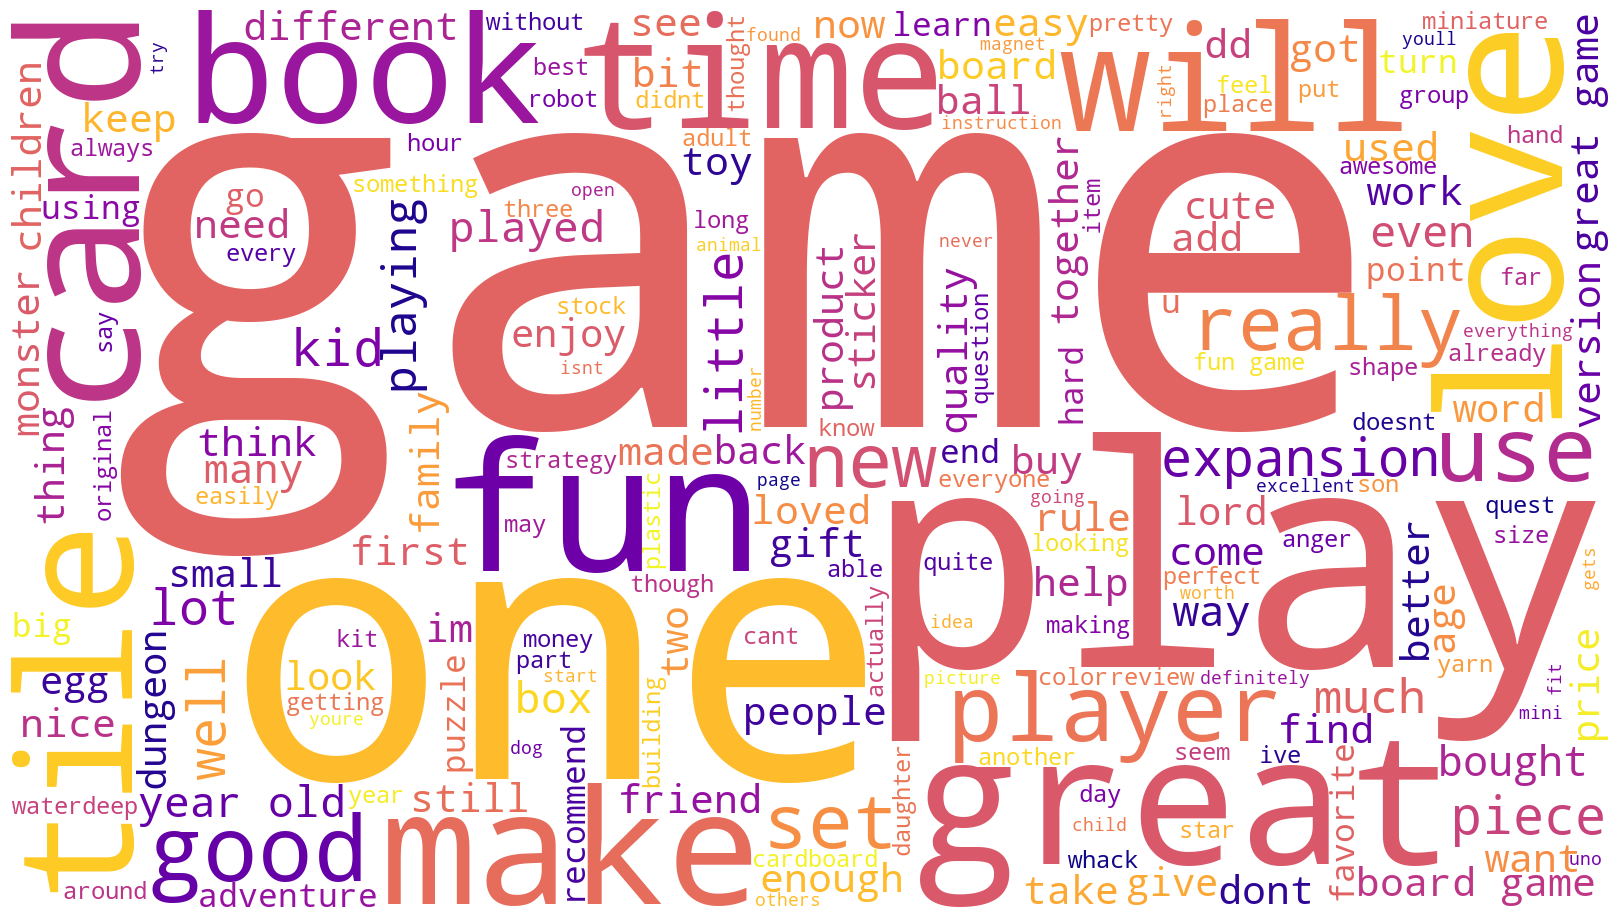 game
play
one
fun
great
time
will
book
card
love
tile
make
good
use
new
player
really
set
expansion
little
playing
kid
well
lot
piece
year old
board game
great game
different
without
see
found
now
learn
easy
pretty
miniature
youll
try
best
robot
bit
didnt
thought
magnet
board
ball
instruction
dd
feel
place
right
got
put
turn
group
keep
always
hour
adult
toy
used
hand
awesome
work
monster
children
using
go
need
every
something
open
three
played
long
animal
never
item
together
hard
cute
add
even
point
far
version
say
stock
enjoy
isnt
product
sticker
quality
question
number
know
u
fun game
shape
everything
already
word
doesnt
thing
original
think
many
easily
family
strategy
made
back
page
end
everyone
buy
going
excellent
son
quest
size
first
may
plastic
loved
gift
able
though
quite
looking
rule
lord
come
anger
perfect
worth
help
making
way
better
age
yarn
gets
price
fit
mini
big
small
egg
nice
dungeon
kit
look
getting
youre
im
puzzle
money
part
start
box
dog
building
two
cant
people
actually
idea
picture
colorreview
definitely
much
find
ive
seem
another
bought
waterdeep
year
still
friend
recommend
daughter
day
child
star
favorite
want
uno
around
adventure
cardboard
enough
others
whack
take
give
dont